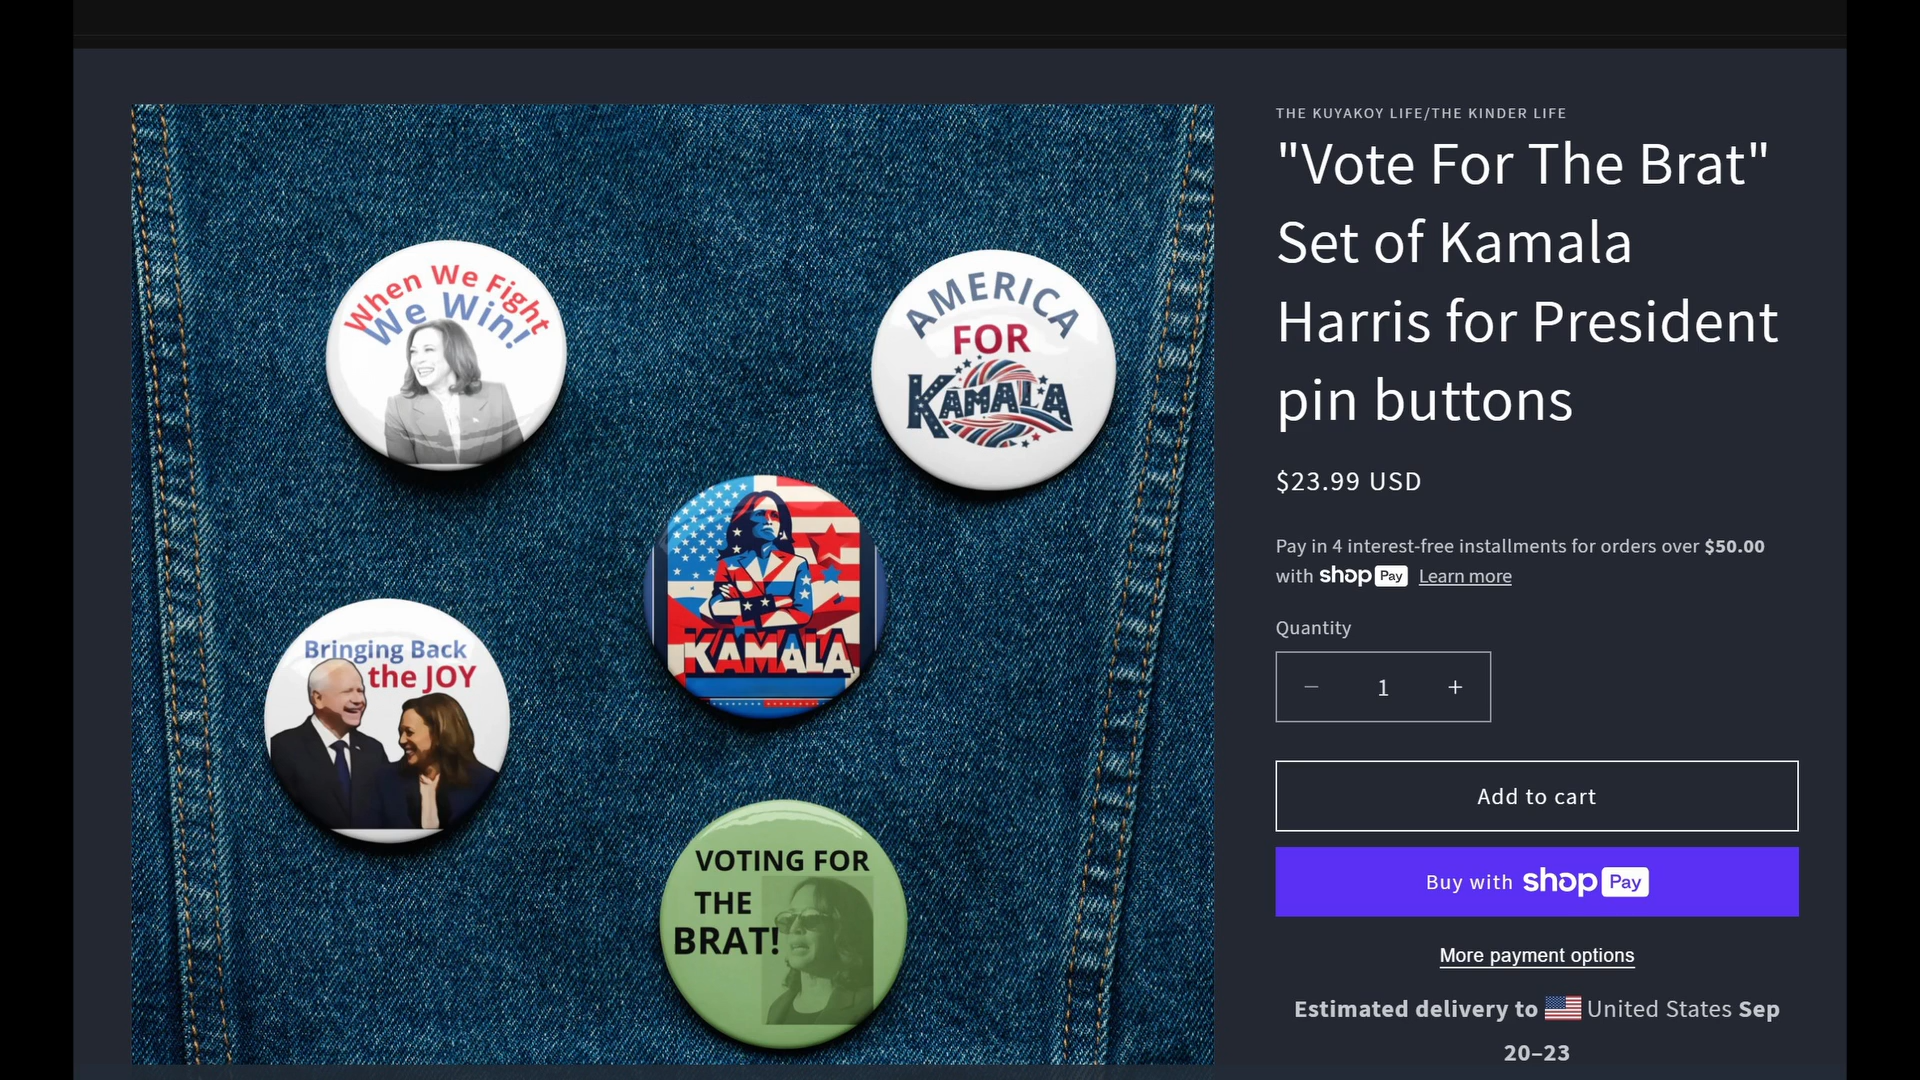 When We Fight
We Win!
AMERICA
FOR
KAMALA
KAMALA
Bringing Back
the JOY
VOTING FOR
THE
BRAT!
THE KUYAKOY LIFE/THE KINDER LIFE
"Vote For The Brat"
Set of Kamala
Harris for President
pin buttons
$23.99 USD
Pay in 4 interest-free installments for orders over $50.00
with shop Pay Learn more
Quantity
− 1 +
Add to cart
Buy with shop Pay
More payment options
Estimated delivery to United States Sep
20–23